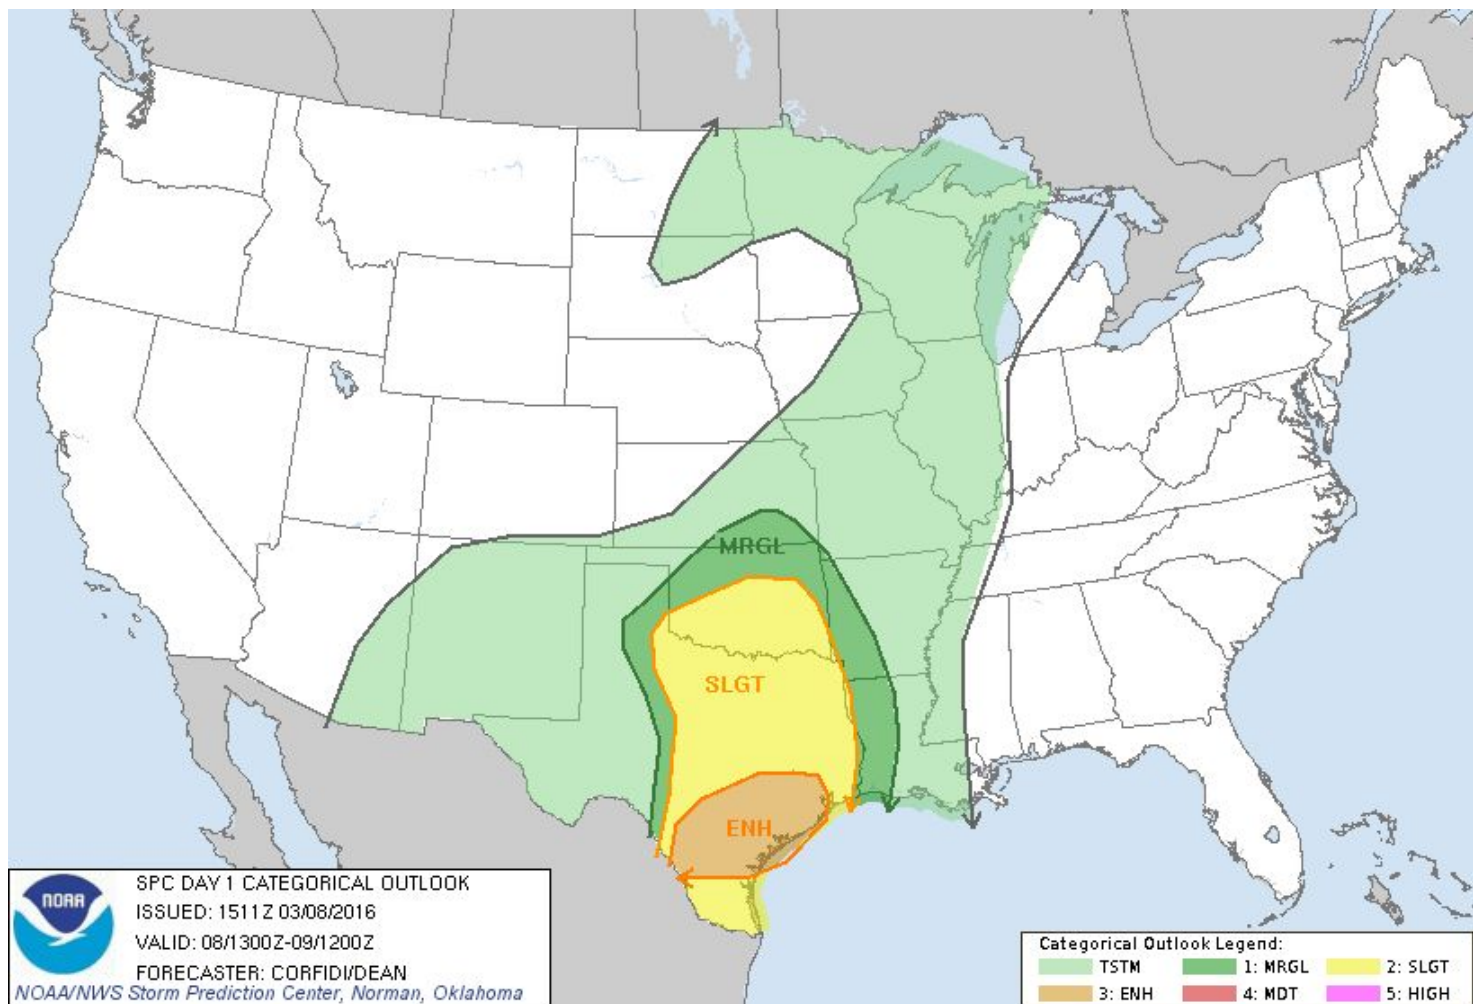 MRGL
SLGT
ENH
NOAA
SPC DAY 1 CATEGORICAL OUTLOOK
ISSUED: 1511Z 03/08/2016
VALID: 08/1300Z-09/1200Z
FORECASTER: CORFIDI/DEAN
NOAA/NWS Storm Prediction Center, Norman, Oklahoma
Categorical Outlook Legend:
TSTM 1: MRGL 2: SLGT
3: ENH 4: MDT 5: HIGH